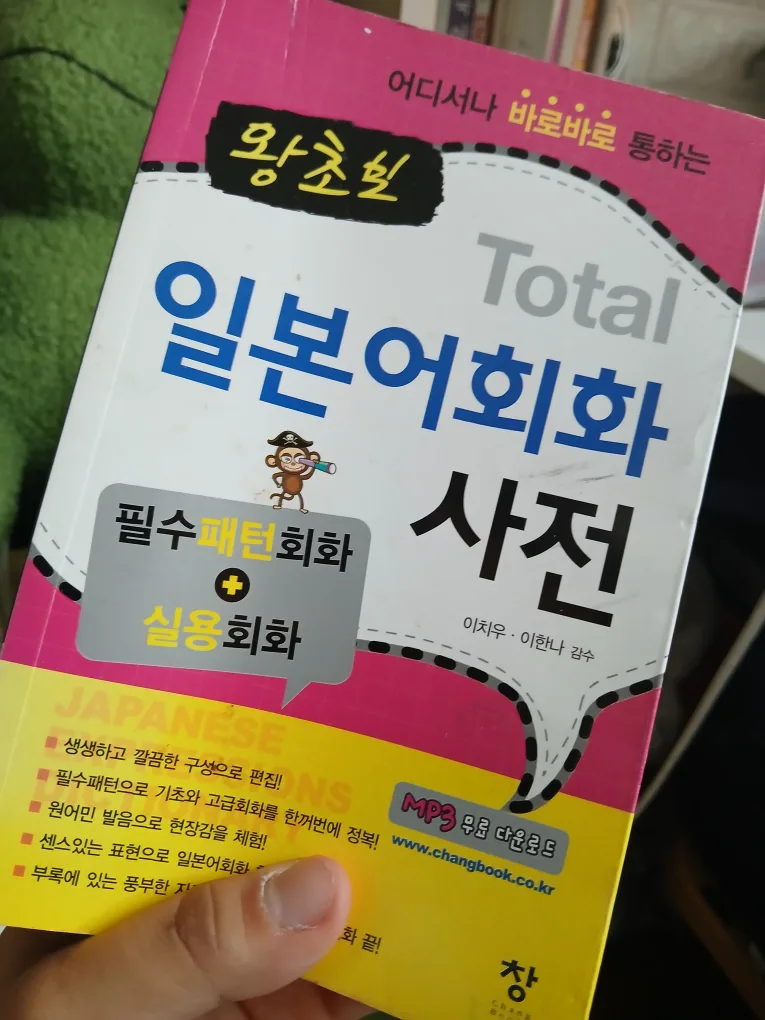 어디서나 바로바로 통하는
왕초보
Total
일본어회화
사전
필수패턴회화
+
실용회화
이치우 · 이한나 감수
JAPANESE
EXPRESSIONS
DICTIONARY
■ 생생하고 깔끔한 구성으로 편집!
■ 필수패턴으로 기초와 고급회화를 한꺼번에 정복!
■ 원어민 발음으로 현장감을 체험!
■ 센스있는 표현으로 일본어회화
■ 부록에 있는 풍부한
화 끝!
MP3 무료 다운로드
www.changbook.co.kr
창
Chang